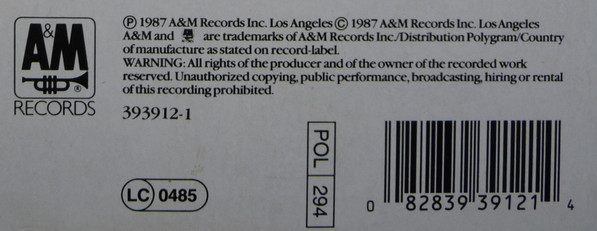 A&M
®
RECORDS
Ⓟ 1987 A&M Records Inc. Los Angeles © 1987 A&M Records Inc. Los Angeles
A&M and are trademarks of A&M Records Inc./Distribution Polygram/Country
of manufacture as stated on record-label.
WARNING: All rights of the producer and of the owner of the recorded work
reserved. Unauthorized copying, public performance, broadcasting, hiring or rental
of this recording prohibited.
393912-1
LC 0485
POL 294
0 82839 39121 4